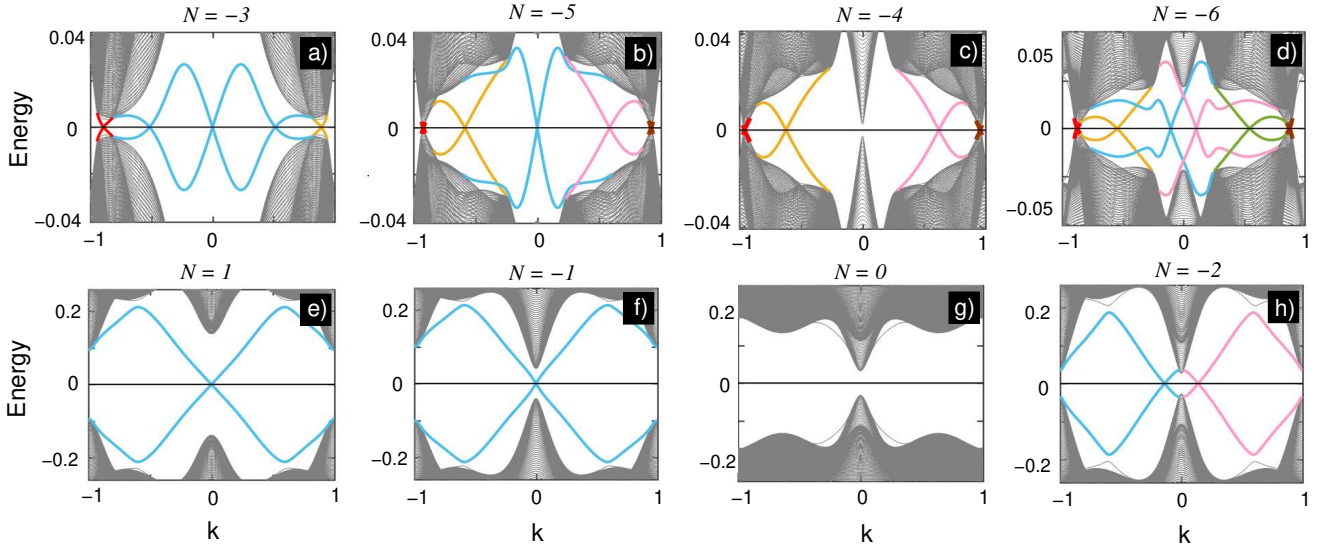 N = −3
N = −5
N = −4
N = −6
a)
b)
c)
d)
Energy
0.04
0
−0.04
0.04
0
−0.04
0.04
0
−0.04
0.05
0
−0.05
−1 0 1
−1 0 1
−1 0 1
−1 0 1
N = 1
N = −1
N = 0
N = −2
e)
f)
g)
h)
Energy
0.2
0
−0.2
0.2
0
−0.2
0.2
0
−0.2
0.2
0
−0.2
−1 0 1
−1 0 1
−1 0 1
−1 0 1
k
k
k
k